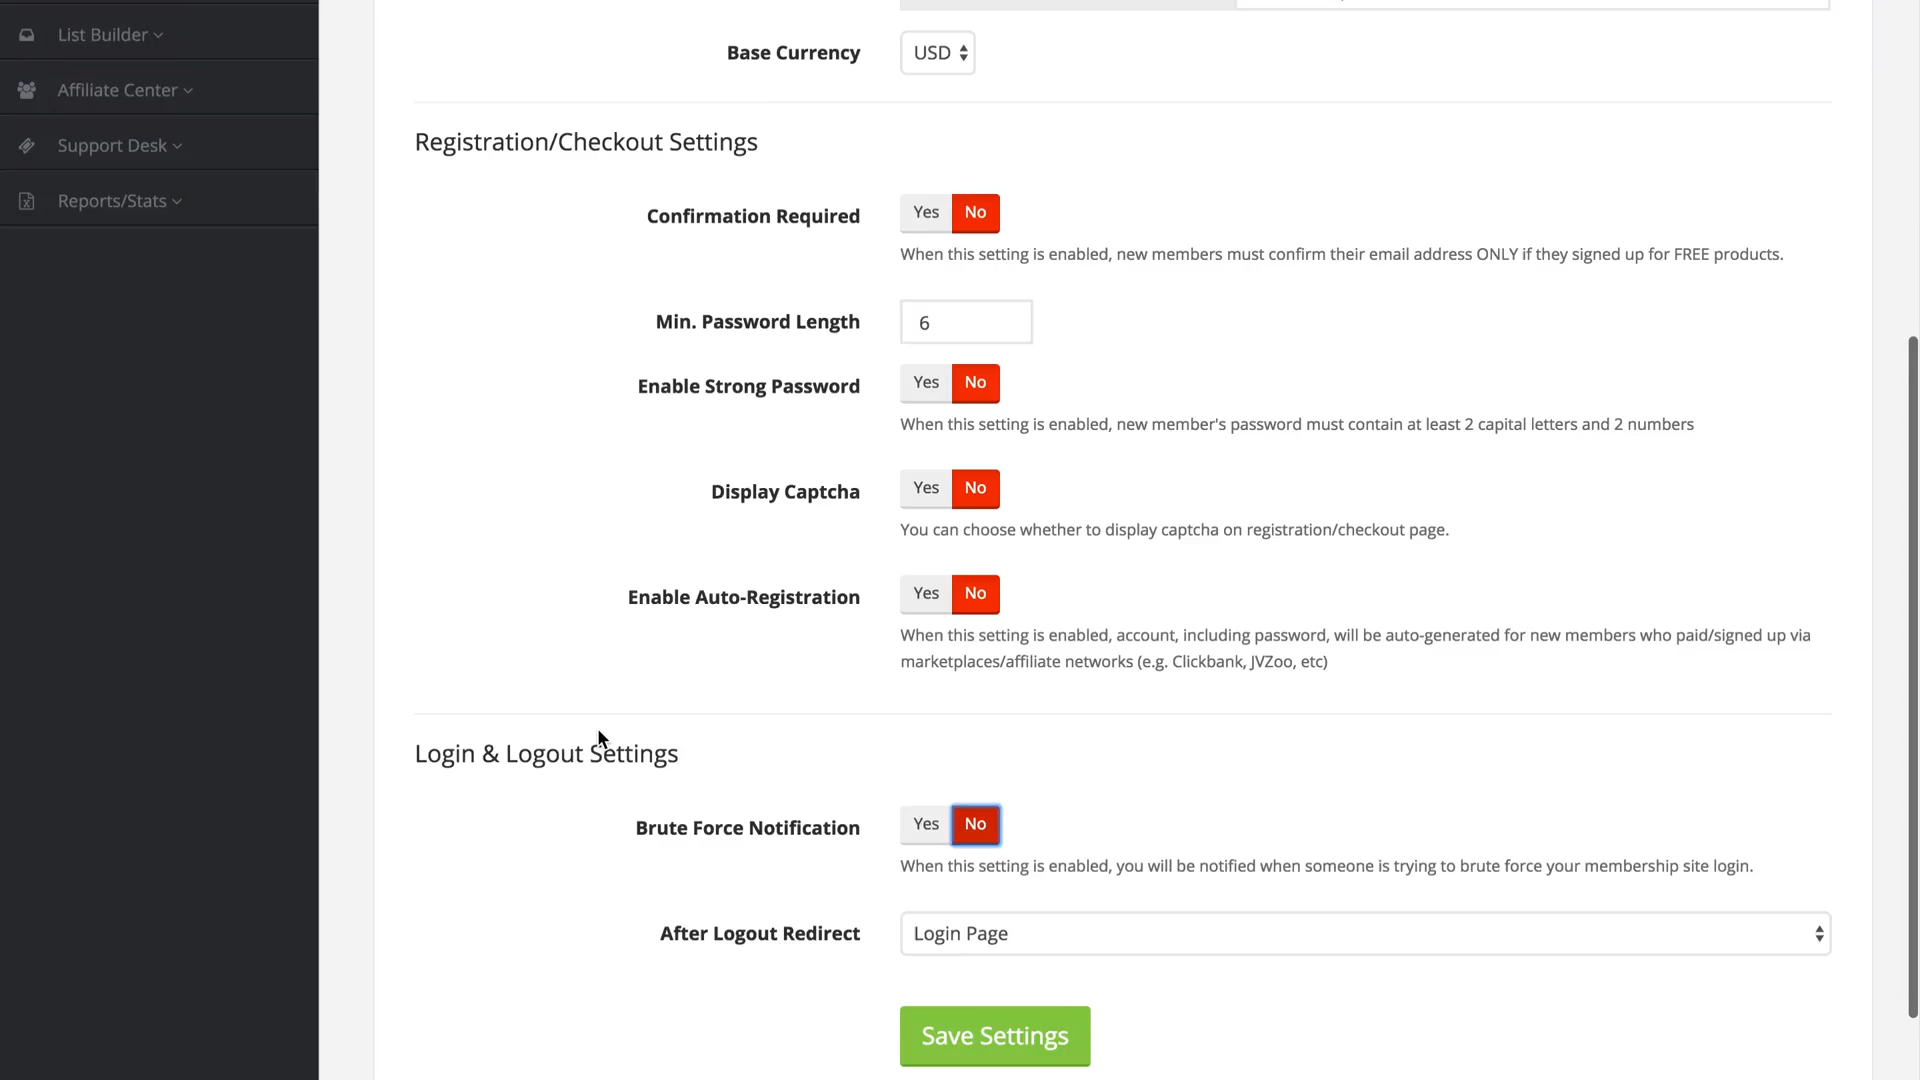 List Builder
Affiliate Center
Support Desk
Reports/Stats
Base Currency
USD
Registration/Checkout Settings
Confirmation Required
Yes No
When this setting is enabled, new members must confirm their email address ONLY if they signed up for FREE products.
Min. Password Length
6
Enable Strong Password
Yes No
When this setting is enabled, new member's password must contain at least 2 capital letters and 2 numbers
Display Captcha
Yes No
You can choose whether to display captcha on registration/checkout page.
Enable Auto-Registration
Yes No
When this setting is enabled, account, including password, will be auto-generated for new members who paid/signed up via
marketplaces/affiliate networks (e.g. Clickbank, JVZoo, etc)
Login & Logout Settings
Brute Force Notification
Yes No
When this setting is enabled, you will be notified when someone is trying to brute force your membership site login.
After Logout Redirect
Login Page
Save Settings